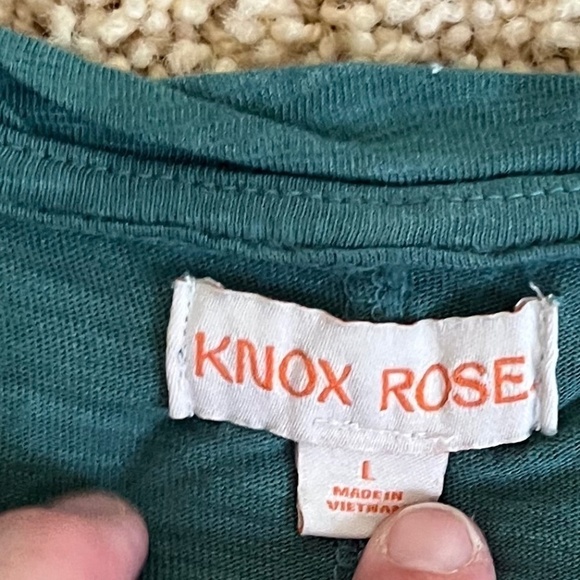 KNOX ROSE
L
MADE IN
VIETNAM